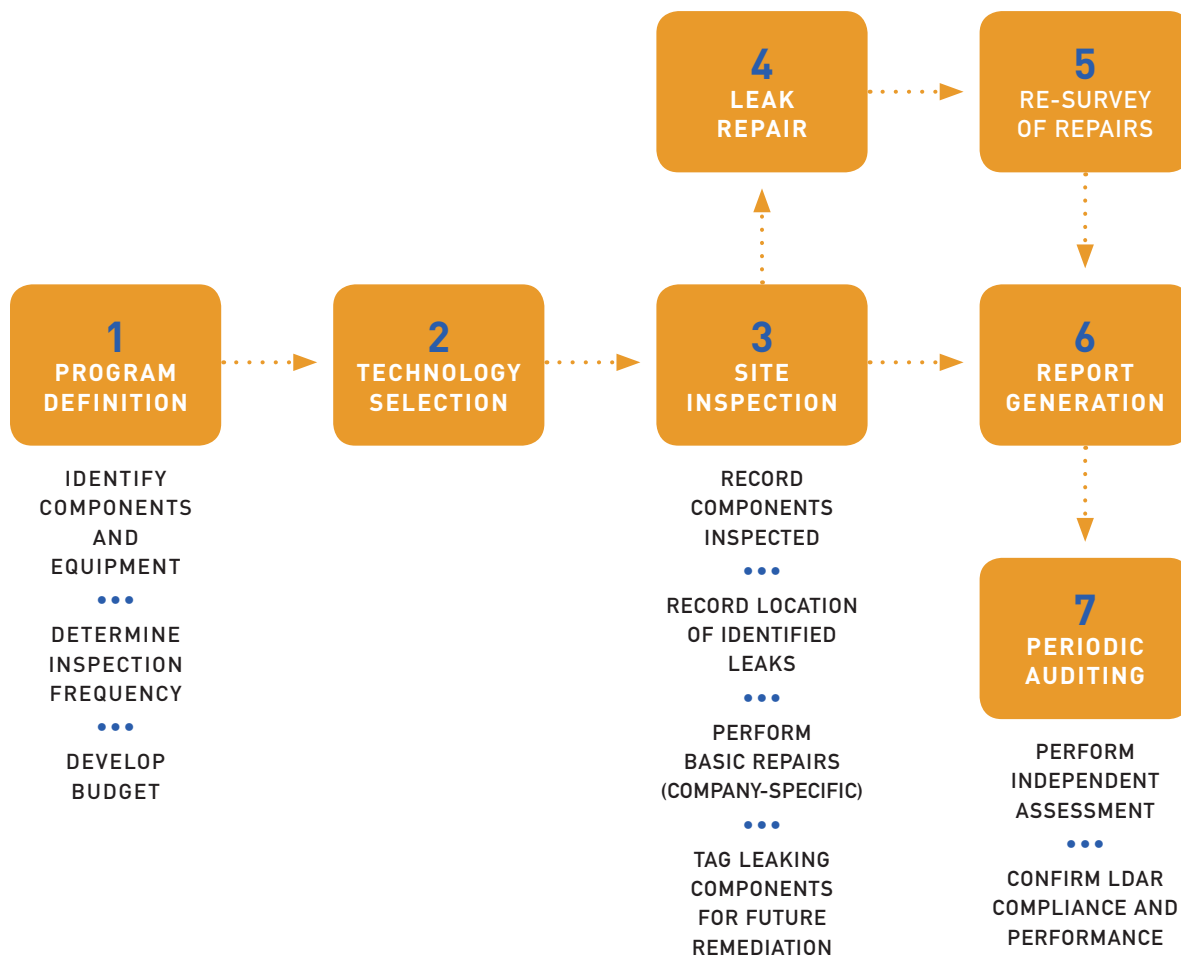 4
LEAK
REPAIR
5
RE-SURVEY
OF REPAIRS
1
PROGRAM
DEFINITION
2
TECHNOLOGY
SELECTION
3
SITE
INSPECTION
6
REPORT
GENERATION
IDENTIFY
COMPONENTS
AND
EQUIPMENT
•••
DETERMINE
INSPECTION
FREQUENCY
•••
DEVELOP
BUDGET
RECORD
COMPONENTS
INSPECTED
•••
RECORD LOCATION
OF IDENTIFIED
LEAKS
•••
PERFORM
BASIC REPAIRS
(COMPANY-SPECIFIC)
•••
TAG LEAKING
COMPONENTS
FOR FUTURE
REMEDIATION
7
PERIODIC
AUDITING
PERFORM
INDEPENDENT
ASSESSMENT
•••
CONFIRM LDAR
COMPLIANCE AND
PERFORMANCE